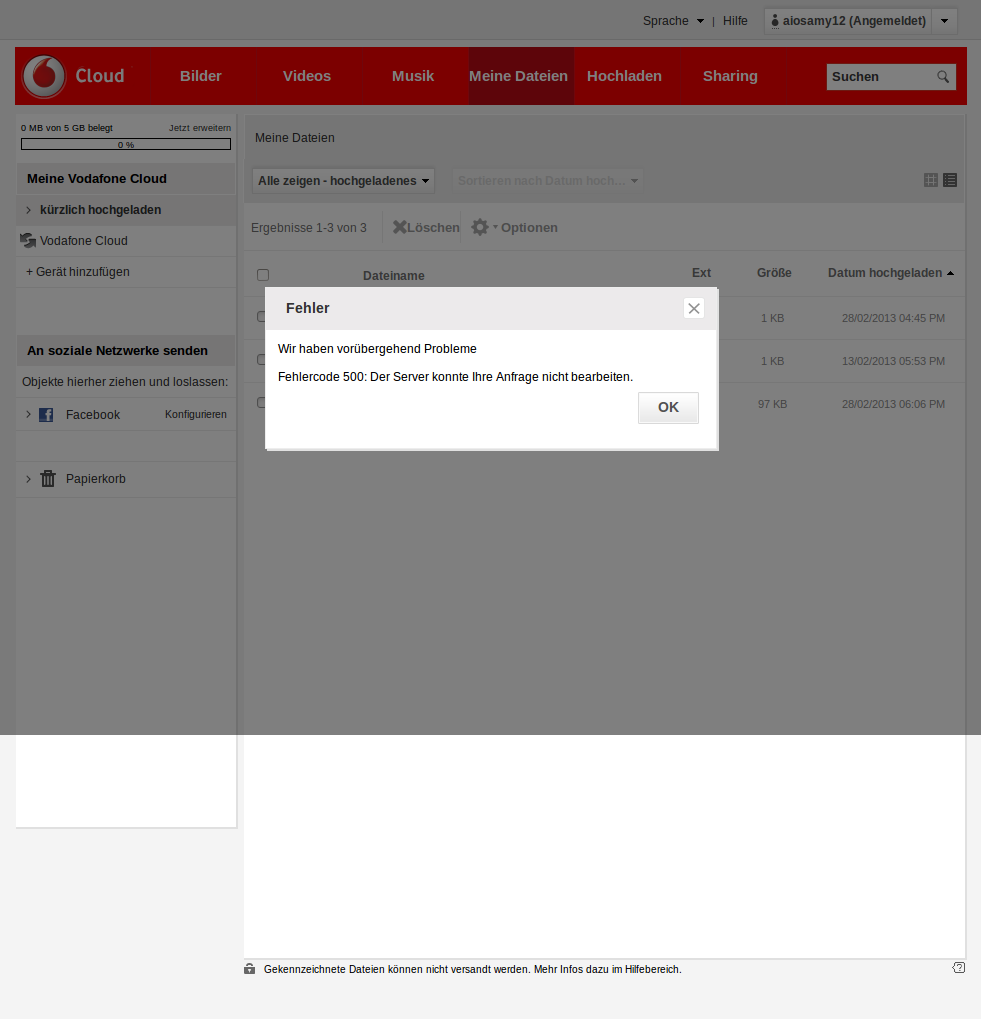 Sprache | Hilfe aiosamy12 (Angemeldet)
Cloud Bilder Videos Musik Meine Dateien Hochladen Sharing Suchen
0 MB von 5 GB belegt Jetzt erweitern
0 %
Meine Vodafone Cloud
kürzlich hochgeladen
Vodafone Cloud
+ Gerät hinzufügen
An soziale Netzwerke senden
Objekte hierher ziehen und loslassen:
Facebook Konfigurieren
Papierkorb
Meine Dateien
Alle zeigen - hochgeladenes Sortieren nach Datum hoch...
Ergebnisse 1-3 von 3 Löschen Optionen
Dateiname Ext Größe Datum hochgeladen
1 KB 28/02/2013 04:45 PM
1 KB 13/02/2013 05:53 PM
97 KB 28/02/2013 06:06 PM
Fehler
Wir haben vorübergehend Probleme
Fehlercode 500: Der Server konnte Ihre Anfrage nicht bearbeiten.
OK
Gekennzeichnete Dateien können nicht versandt werden. Mehr Infos dazu im Hilfebereich.